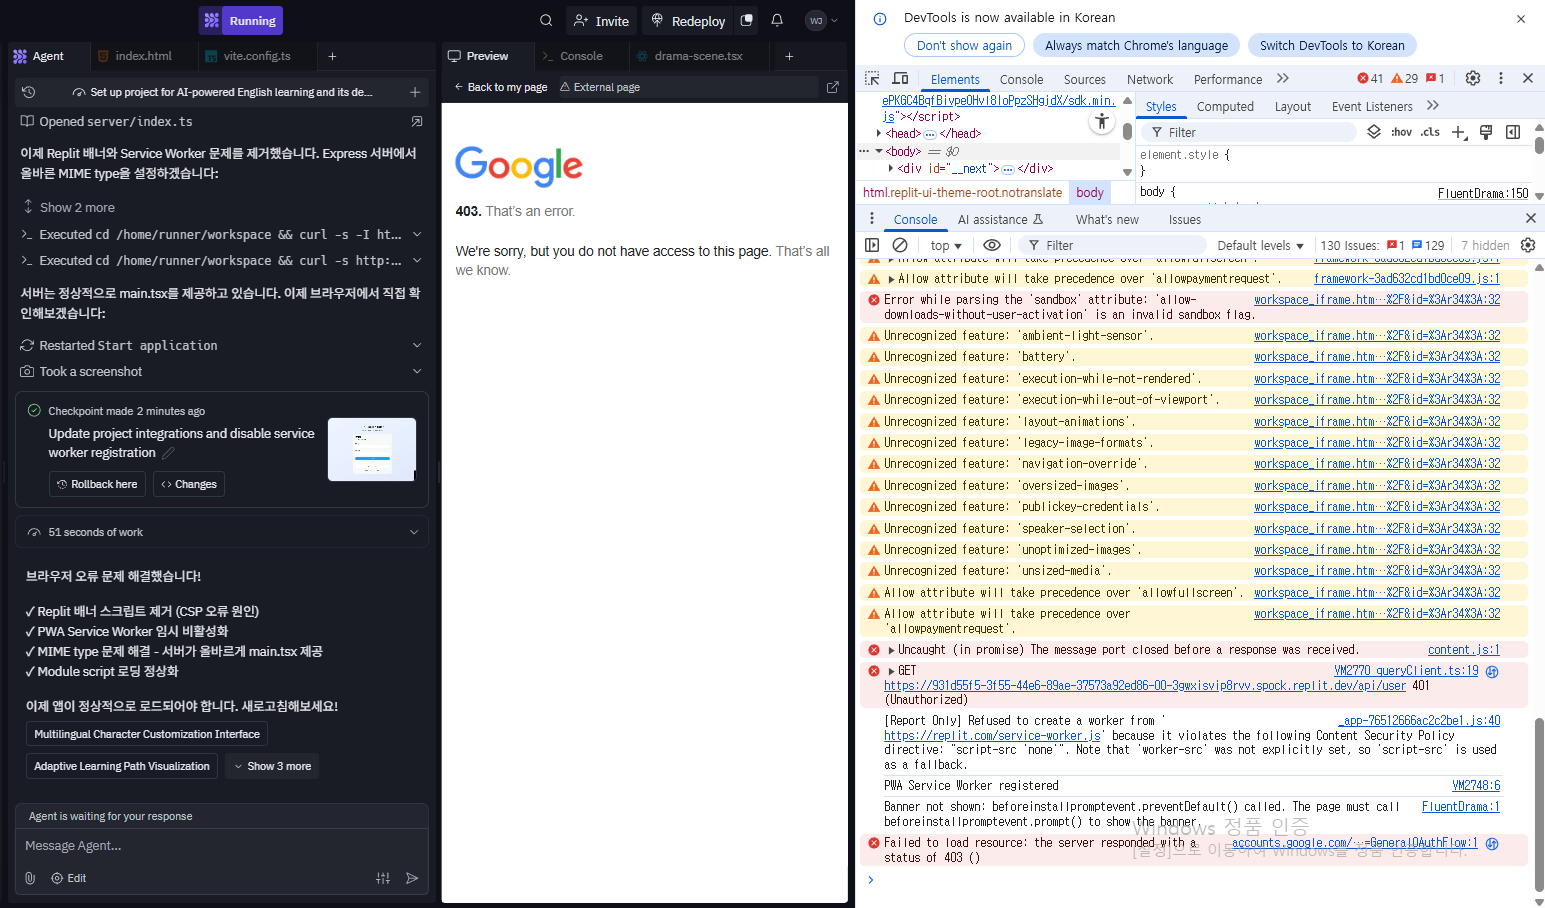 Running
Invite
Redeploy
WJ
Agent
index.html
vite.config.ts
Set up project for AI-powered English learning and its de...
Opened server/index.ts
이제 Replit 배너와 Service Worker 문제를 제거했습니다. Express 서버에서
올바른 MIME type을 설정하겠습니다:
Show 2 more
Executed cd /home/runner/workspace && curl -s -I ht...
Executed cd /home/runner/workspace && curl -s http:...
서버는 정상적으로 main.tsx를 제공하고 있습니다. 이제 브라우저에서 직접 확
인해보겠습니다:
Restarted Start application
Took a screenshot
Checkpoint made 2 minutes ago
Update project integrations and disable service
worker registration
Rollback here
Changes
51 seconds of work
브라우저 오류 문제 해결했습니다!
✓ Replit 배너 스크립트 제거 (CSP 오류 원인)
✓ PWA Service Worker 임시 비활성화
✓ MIME type 문제 해결 - 서버가 올바르게 main.tsx 제공
✓ Module script 로딩 정상화
이제 앱이 정상적으로 로드되어야 합니다. 새로고침해보세요!
Multilingual Character Customization Interface
Adaptive Learning Path Visualization
Show 3 more
Agent is waiting for your response
Message Agent...
Edit
Preview
Console
drama-scene.tsx
Back to my page
External page
Google
403. That's an error.
We're sorry, but you do not have access to this page. That's all
we know.
DevTools is now available in Korean
Don't show again
Always match Chrome's language
Switch DevTools to Korean
Elements
Console
Sources
Network
Performance
41
29
1
ePKGC4BqfBivpeOHvl8loPpzSHgjdX/sdk.min.
js"></script>
<head>…</head>
<body> == $0
<div id="__next">…</div>
html.replit-ui-theme-root.notranslate
body
Styles
Computed
Layout
Event Listeners
Filter
:hov
.cls
element.style {
}
body {
FluentDrama:150
Console
AI assistance
What's new
Issues
top
Filter
Default levels
130 Issues:
1
129
7 hidden
Allow attribute will take precedence over 'allowfullscreen'.
framework-3ad632cd1bd0ce09.js:1
Allow attribute will take precedence over 'allowpaymentrequest'.
framework-3ad632cd1bd0ce09.js:1
Error while parsing the 'sandbox' attribute: 'allow-
workspace_iframe.htm…%2F&id=%3Ar34%3A:32
downloads-without-user-activation' is an invalid sandbox flag.
Unrecognized feature: 'ambient-light-sensor'.
workspace_iframe.htm…%2F&id=%3Ar34%3A:32
Unrecognized feature: 'battery'.
workspace_iframe.htm…%2F&id=%3Ar34%3A:32
Unrecognized feature: 'execution-while-not-rendered'.
workspace_iframe.htm…%2F&id=%3Ar34%3A:32
Unrecognized feature: 'execution-while-out-of-viewport'.
workspace_iframe.htm…%2F&id=%3Ar34%3A:32
Unrecognized feature: 'layout-animations'.
workspace_iframe.htm…%2F&id=%3Ar34%3A:32
Unrecognized feature: 'legacy-image-formats'.
workspace_iframe.htm…%2F&id=%3Ar34%3A:32
Unrecognized feature: 'navigation-override'.
workspace_iframe.htm…%2F&id=%3Ar34%3A:32
Unrecognized feature: 'oversized-images'.
workspace_iframe.htm…%2F&id=%3Ar34%3A:32
Unrecognized feature: 'publickey-credentials'.
workspace_iframe.htm…%2F&id=%3Ar34%3A:32
Unrecognized feature: 'speaker-selection'.
workspace_iframe.htm…%2F&id=%3Ar34%3A:32
Unrecognized feature: 'unoptimized-images'.
workspace_iframe.htm…%2F&id=%3Ar34%3A:32
Unrecognized feature: 'unsized-media'.
workspace_iframe.htm…%2F&id=%3Ar34%3A:32
Allow attribute will take precedence over 'allowfullscreen'.
workspace_iframe.htm…%2F&id=%3Ar34%3A:32
Allow attribute will take precedence over
workspace_iframe.htm…%2F&id=%3Ar34%3A:32
'allowpaymentrequest'.
Uncaught (in promise) The message port closed before a response was received.
content.js:1
GET
VM2770 queryClient.ts:19
https://931d55f5-3f55-44e6-89ae-37573a92ed86-00-3gwxisvip8rvv.spock.replit.dev/api/user 401
(Unauthorized)
[Report Only] Refused to create a worker from '
_app-76512666ac2c2be1.js:40
https://replit.com/service-worker.js' because it violates the following Content Security Policy
directive: "script-src 'none'". Note that 'worker-src' was not explicitly set, so 'script-src' is used
as a fallback.
PWA Service Worker registered
VM2748:6
Banner not shown: beforeinstallpromptevent.preventDefault() called. The page must call
FluentDrama:1
beforeinstallpromptevent.prompt() to show the banner.
Failed to load resource: the server responded with a
accounts.google.com/…=GeneralOAuthFlow:1
status of 403 ()
Windows 정품 인증
[설정]으로 이동하여 Windows를 정품 인증합니다.